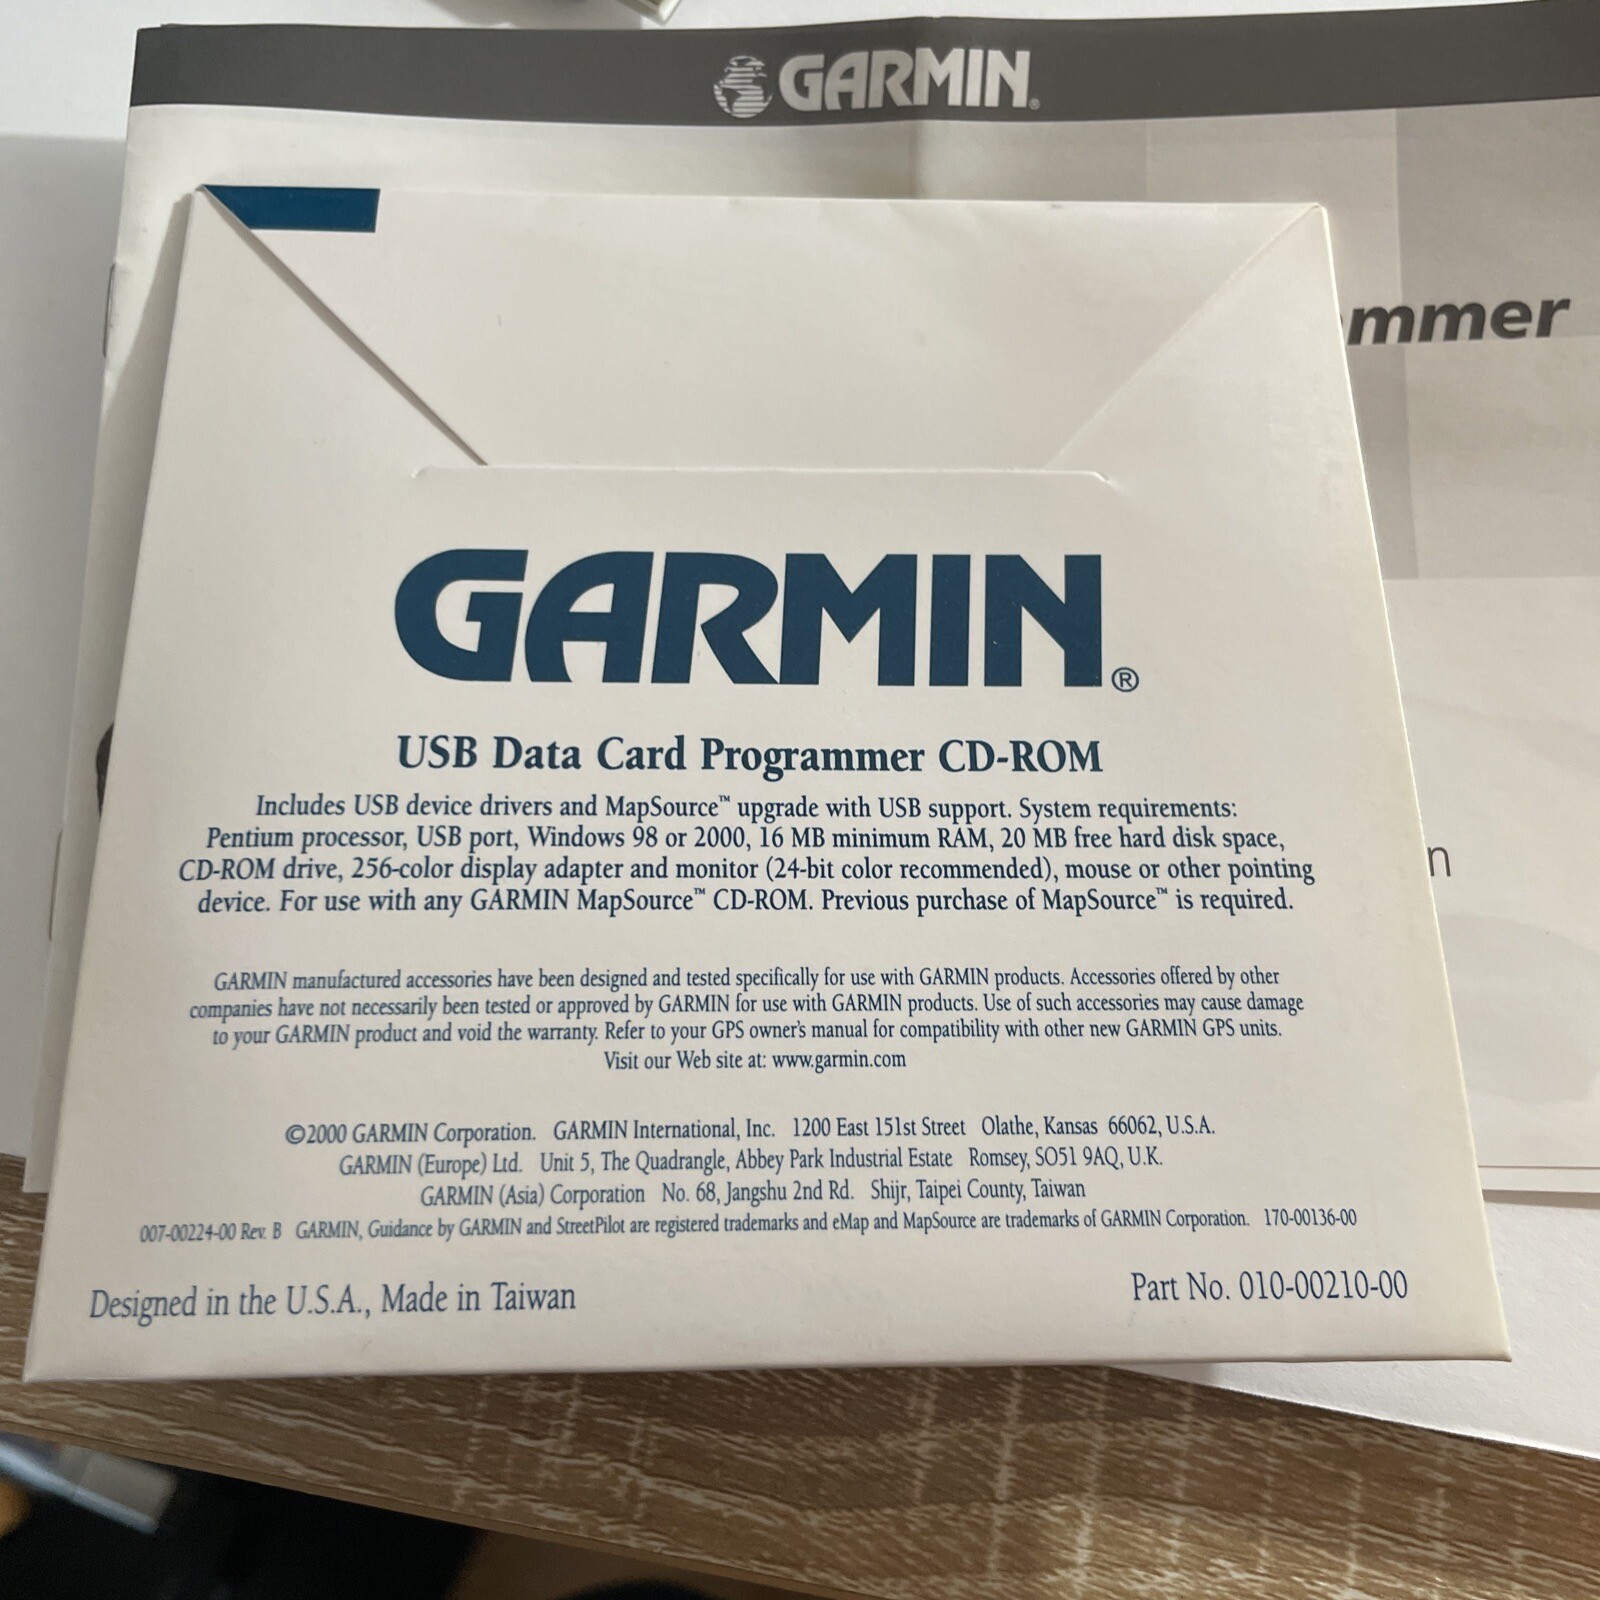 GARMIN®
mmer
n
GARMIN®
USB Data Card Programmer CD-ROM
Includes USB device drivers and MapSource™ upgrade with USB support. System requirements:
Pentium processor, USB port, Windows 98 or 2000, 16 MB minimum RAM, 20 MB free hard disk space,
CD-ROM drive, 256-color display adapter and monitor (24-bit color recommended), mouse or other pointing
device. For use with any GARMIN MapSource™ CD-ROM. Previous purchase of MapSource™ is required.
GARMIN manufactured accessories have been designed and tested specifically for use with GARMIN products. Accessories offered by other
companies have not necessarily been tested or approved by GARMIN for use with GARMIN products. Use of such accessories may cause damage
to your GARMIN product and void the warranty. Refer to your GPS owner's manual for compatibility with other new GARMIN GPS units.
Visit our Web site at: www.garmin.com
©2000 GARMIN Corporation. GARMIN International, Inc. 1200 East 151st Street Olathe, Kansas 66062, U.S.A.
GARMIN (Europe) Ltd. Unit 5, The Quadrangle, Abbey Park Industrial Estate Romsey, SO51 9AQ, U.K.
GARMIN (Asia) Corporation No. 68, Jangshu 2nd Rd. Shijr, Taipei County, Taiwan
007-00224-00 Rev. B GARMIN, Guidance by GARMIN and StreetPilot are registered trademarks and eMap and MapSource are trademarks of GARMIN Corporation. 170-00136-00
Designed in the U.S.A., Made in Taiwan
Part No. 010-00210-00